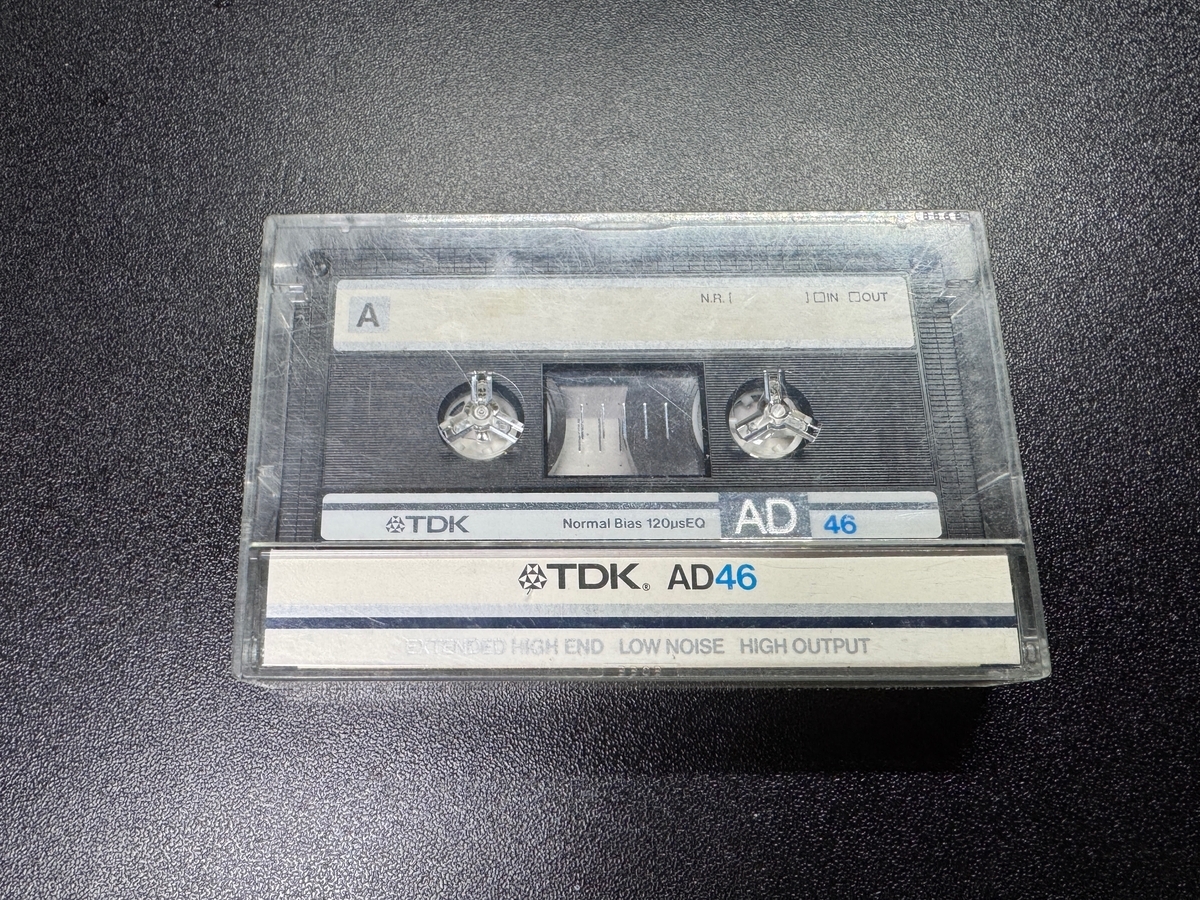 A N.R. [ ] IN OUT
TDK Normal Bias 120µsEQ AD 46
TDK® AD46
EXTENDED HIGH END LOW NOISE HIGH OUTPUT